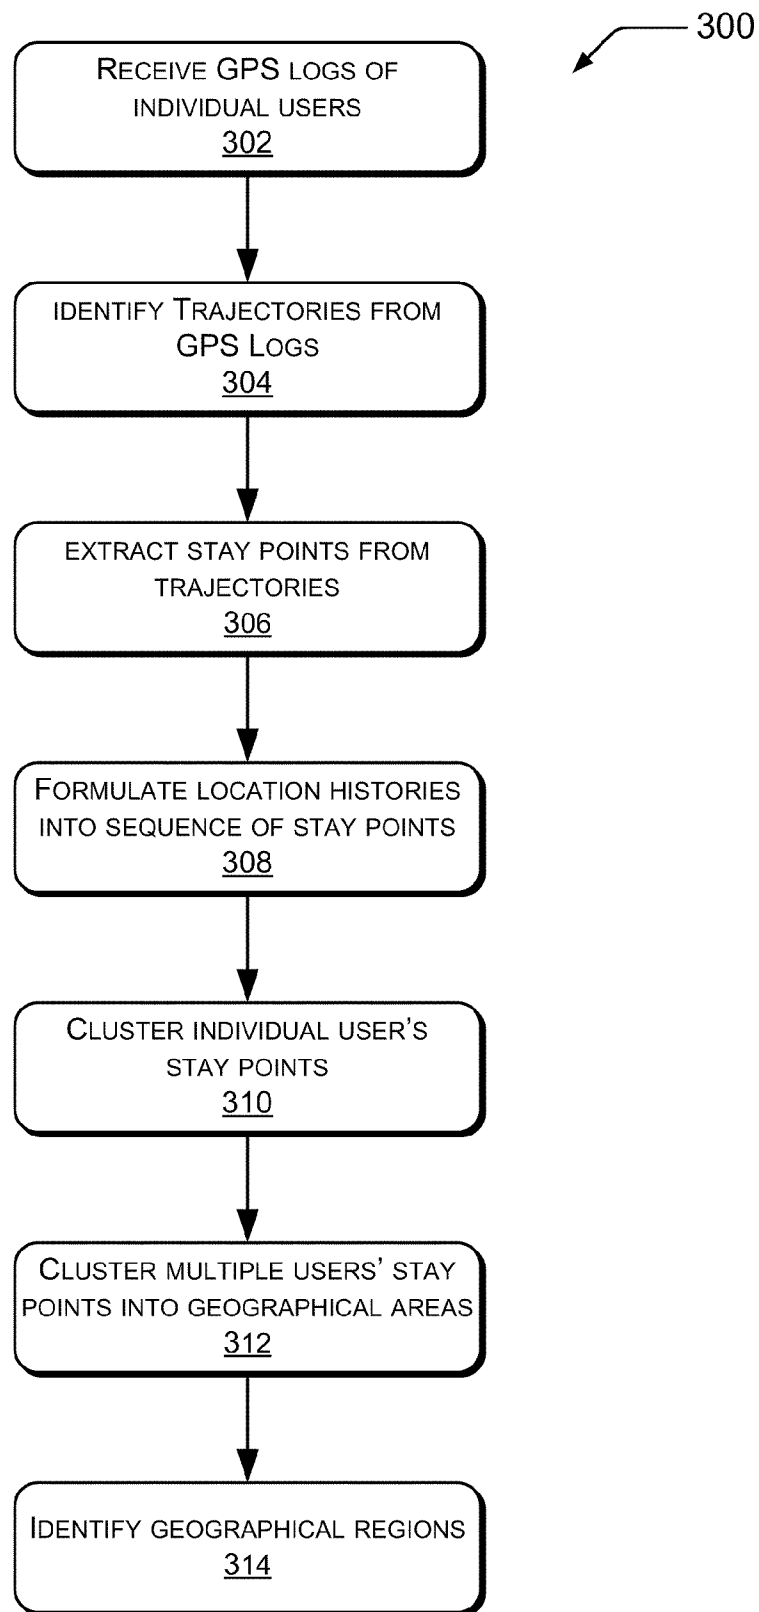 300
RECEIVE GPS LOGS OF
INDIVIDUAL USERS
302
IDENTIFY TRAJECTORIES FROM
GPS LOGS
304
EXTRACT STAY POINTS FROM
TRAJECTORIES
306
FORMULATE LOCATION HISTORIES
INTO SEQUENCE OF STAY POINTS
308
CLUSTER INDIVIDUAL USER'S
STAY POINTS
310
CLUSTER MULTIPLE USERS' STAY
POINTS INTO GEOGRAPHICAL AREAS
312
IDENTIFY GEOGRAPHICAL REGIONS
314